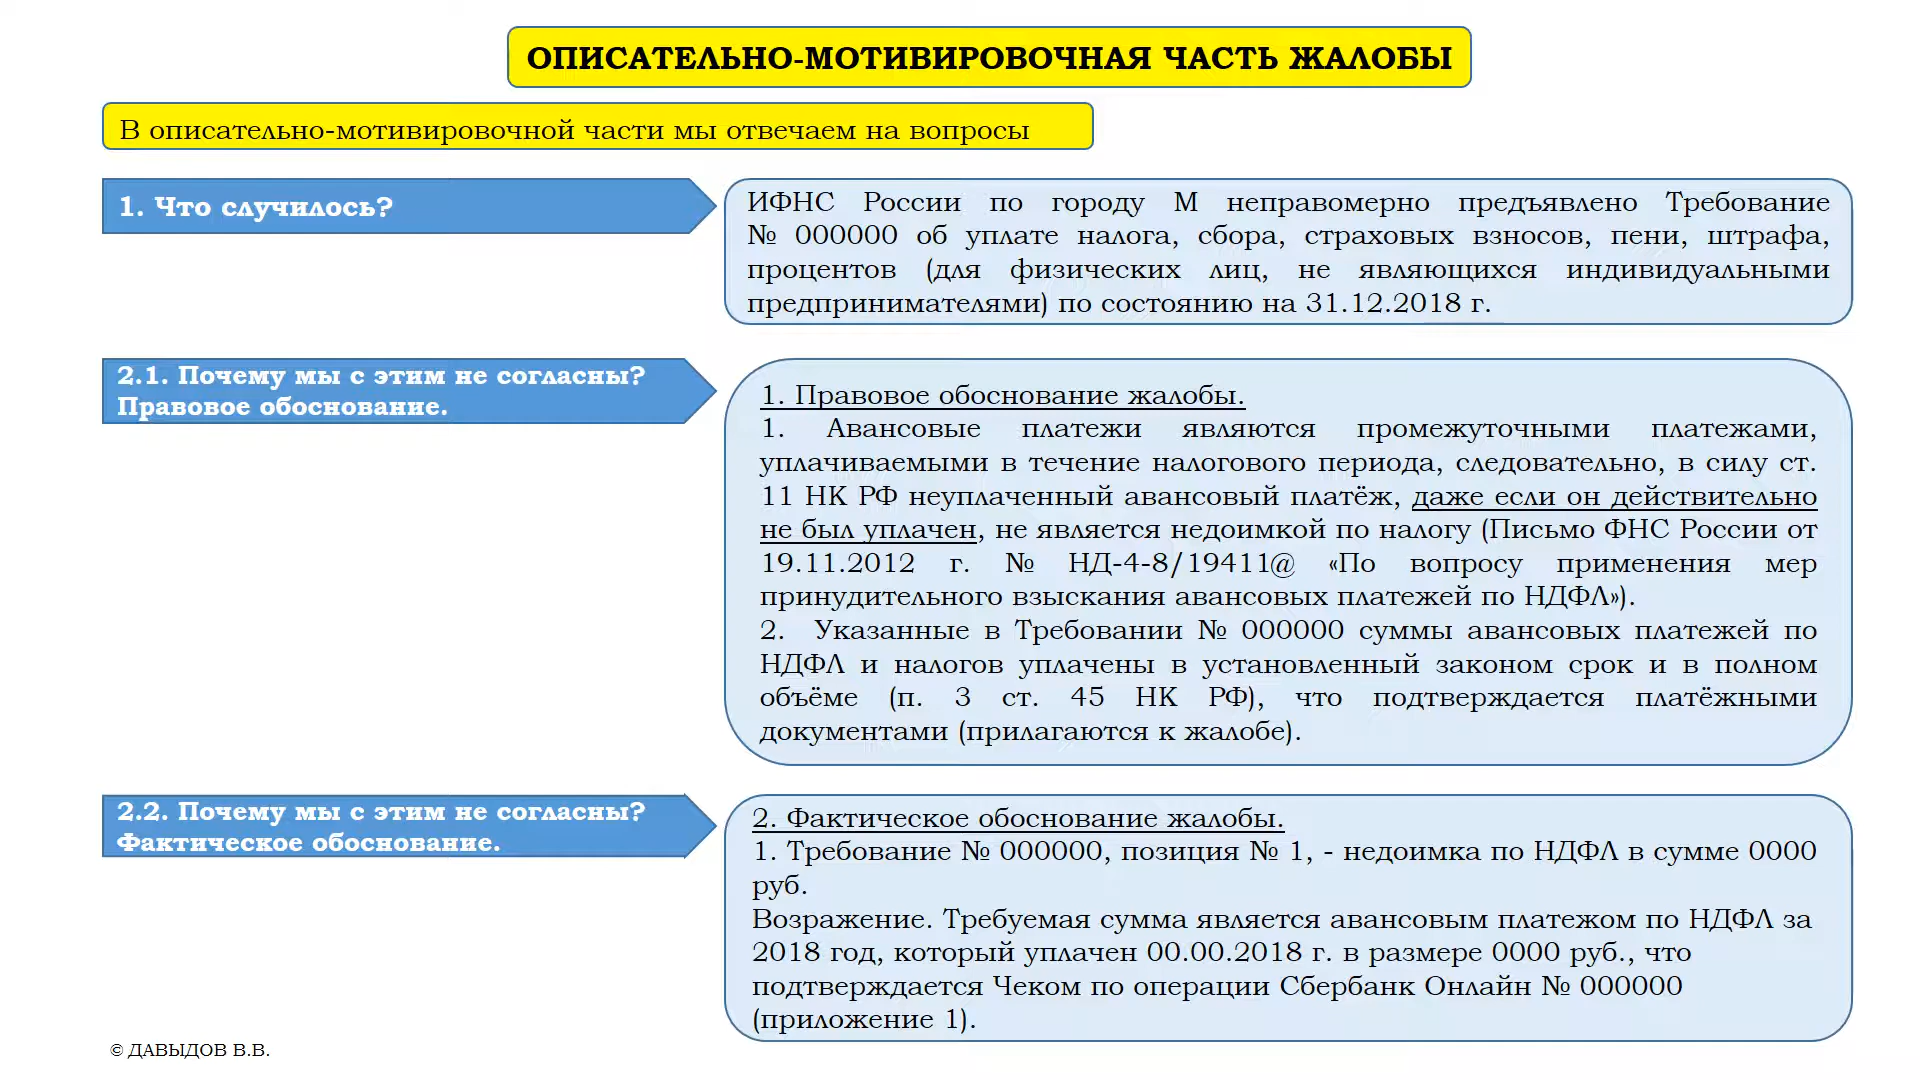 ОПИСАТЕЛЬНО-МОТИВИРОВОЧНАЯ ЧАСТЬ ЖАЛОБЫ
В описательно-мотивировочной части мы отвечаем на вопросы
1. Что случилось?
ИФНС России по городу М неправомерно предъявлено Требование
№ 000000 об уплате налога, сбора, страховых взносов, пени, штрафа,
процентов (для физических лиц, не являющихся индивидуальными
предпринимателями) по состоянию на 31.12.2018 г.
2.1. Почему мы с этим не согласны?
Правовое обоснование.
1. Правовое обоснование жалобы.
1. Авансовые платежи являются промежуточными платежами,
уплачиваемыми в течение налогового периода, следовательно, в силу ст.
11 НК РФ неуплаченный авансовый платёж, даже если он действительно
не был уплачен, не является недоимкой по налогу (Письмо ФНС России от
19.11.2012 г. № НД-4-8/19411@ «По вопросу применения мер
принудительного взыскания авансовых платежей по НДФЛ»).
2. Указанные в Требовании № 000000 суммы авансовых платежей по
НДФЛ и налогов уплачены в установленный законом срок и в полном
объёме (п. 3 ст. 45 НК РФ), что подтверждается платёжными
документами (прилагаются к жалобе).
2.2. Почему мы с этим не согласны?
Фактическое обоснование.
2. Фактическое обоснование жалобы.
1. Требование № 000000, позиция № 1, - недоимка по НДФЛ в сумме 0000
руб.
Возражение. Требуемая сумма является авансовым платежом по НДФЛ за
2018 год, который уплачен 00.00.2018 г. в размере 0000 руб., что
подтверждается Чеком по операции Сбербанк Онлайн № 000000
(приложение 1).
© ДАВЫДОВ В.В.